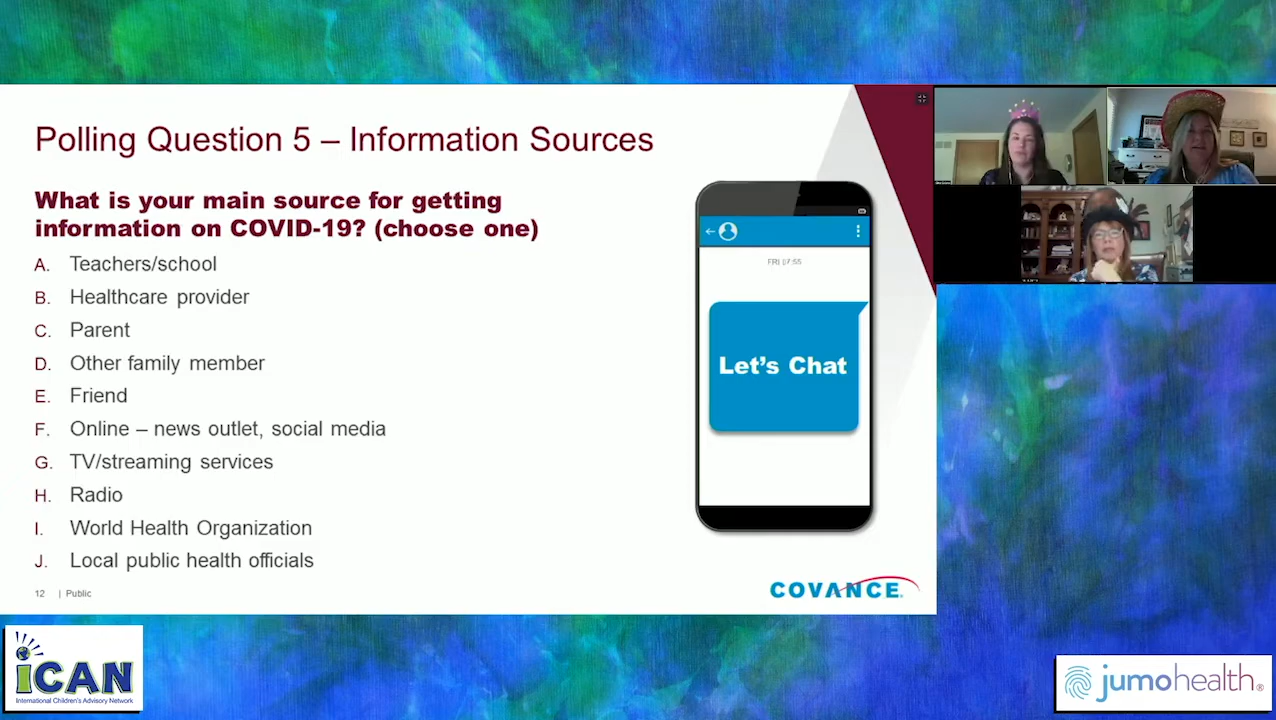 Polling Question 5 – Information Sources
What is your main source for getting
information on COVID-19? (choose one)
A. Teachers/school
B. Healthcare provider
C. Parent
D. Other family member
E. Friend
F. Online – news outlet, social media
G. TV/streaming services
H. Radio
I. World Health Organization
J. Local public health officials
FRI 07:55
Let's Chat
12 | Public
COVANCE
iCAN
International Children's Advisory Network
jumohealth®